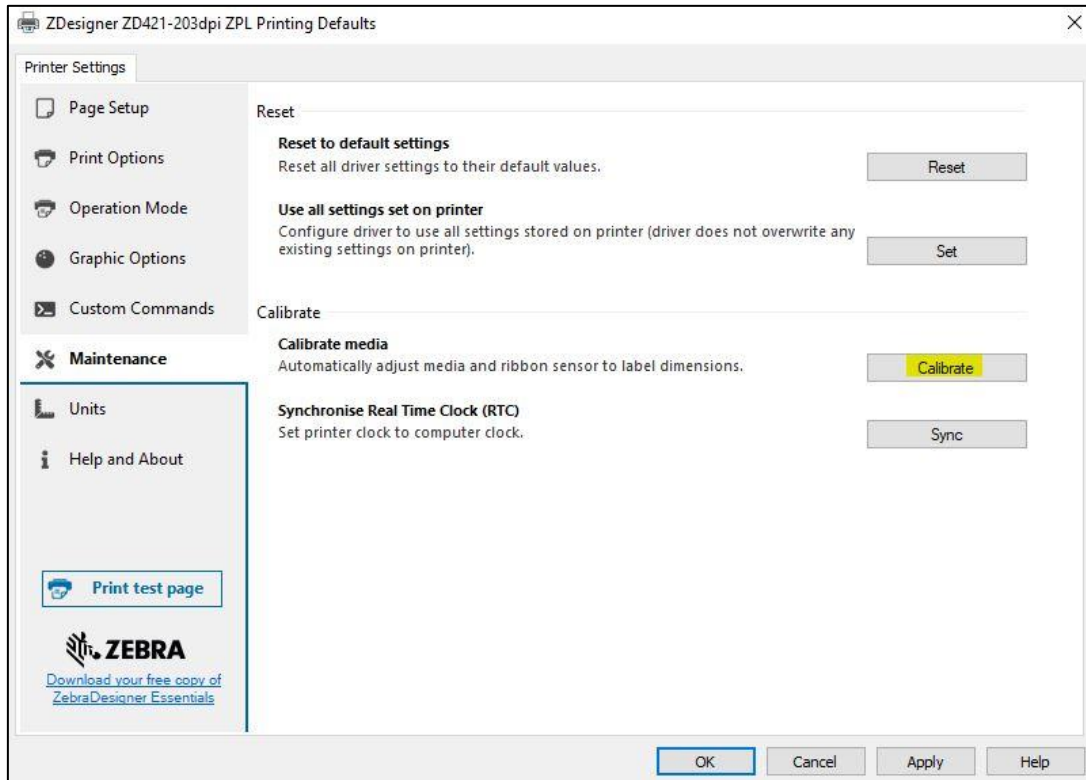 ZDesigner ZD421-203dpi ZPL Printing Defaults
Printer Settings
Page Setup
Print Options
Operation Mode
Graphic Options
Custom Commands
Maintenance
Units
Help and About
Print test page
ZEBRA
Download your free copy of
ZebraDesigner Essentials
Reset
Reset to default settings
Reset all driver settings to their default values.
Reset
Use all settings set on printer
Configure driver to use all settings stored on printer (driver does not overwrite any
existing settings on printer).
Set
Calibrate
Calibrate media
Automatically adjust media and ribbon sensor to label dimensions.
Calibrate
Synchronise Real Time Clock (RTC)
Set printer clock to computer clock.
Sync
OK
Cancel
Apply
Help